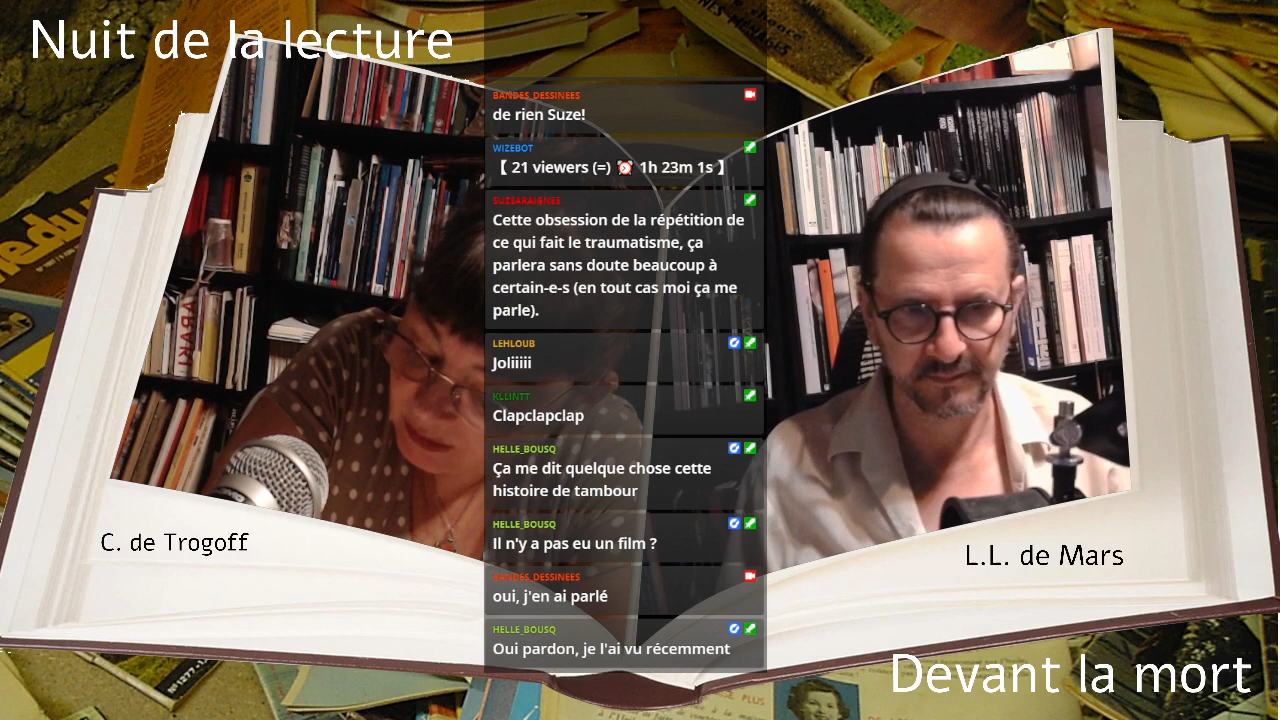 Nuit de la lecture
BANDES_DESSINEES
de rien Suze!
WIZEBOT
【 21 viewers (=) ⏰ 1h 23m 1s 】
SUZEARAIGNEE
Cette obsession de la répétition de
ce qui fait le traumatisme, ça
parlera sans doute beaucoup à
certain-e-s (en tout cas moi ça me
parle).
LEHLOUB
Joliiiii
KLLINTT
Clapclapclap
HELLE_BOUSQ
Ça me dit quelque chose cette
histoire de tambour
HELLE_BOUSQ
Il n'y a pas eu un film ?
BANDES_DESSINEES
oui, j'en ai parlé
HELLE_BOUSQ
Oui pardon, je l'ai vu récemment
ARAKI
C. de Trogoff
L.L. de Mars
Devant la mort